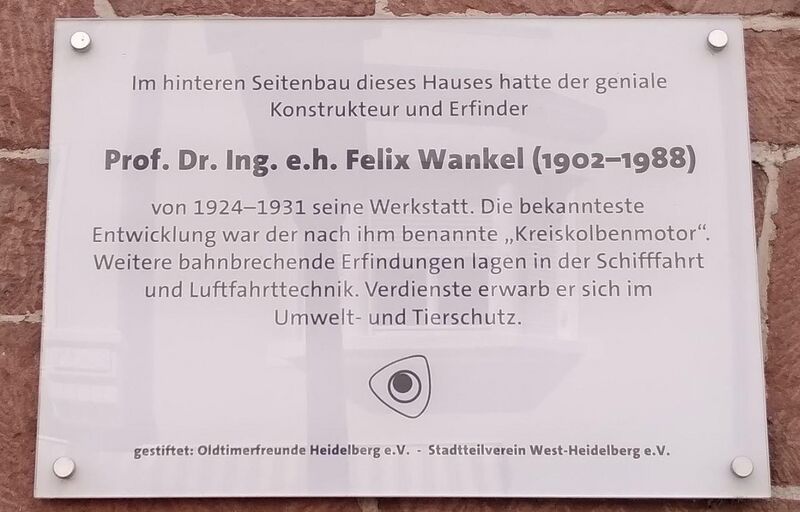 Im hinteren Seitenbau dieses Hauses hatte der geniale
Konstrukteur und Erfinder
Prof. Dr. Ing. e.h. Felix Wankel (1902–1988)
von 1924–1931 seine Werkstatt. Die bekannteste
Entwicklung war der nach ihm benannte „Kreiskolbenmotor“.
Weitere bahnbrechende Erfindungen lagen in der Schifffahrt
und Luftfahrttechnik. Verdienste erwarb er sich im
Umwelt- und Tierschutz.
gestiftet: Oldtimerfreunde Heidelberg e.V. - Stadtteilverein West-Heidelberg e.V.